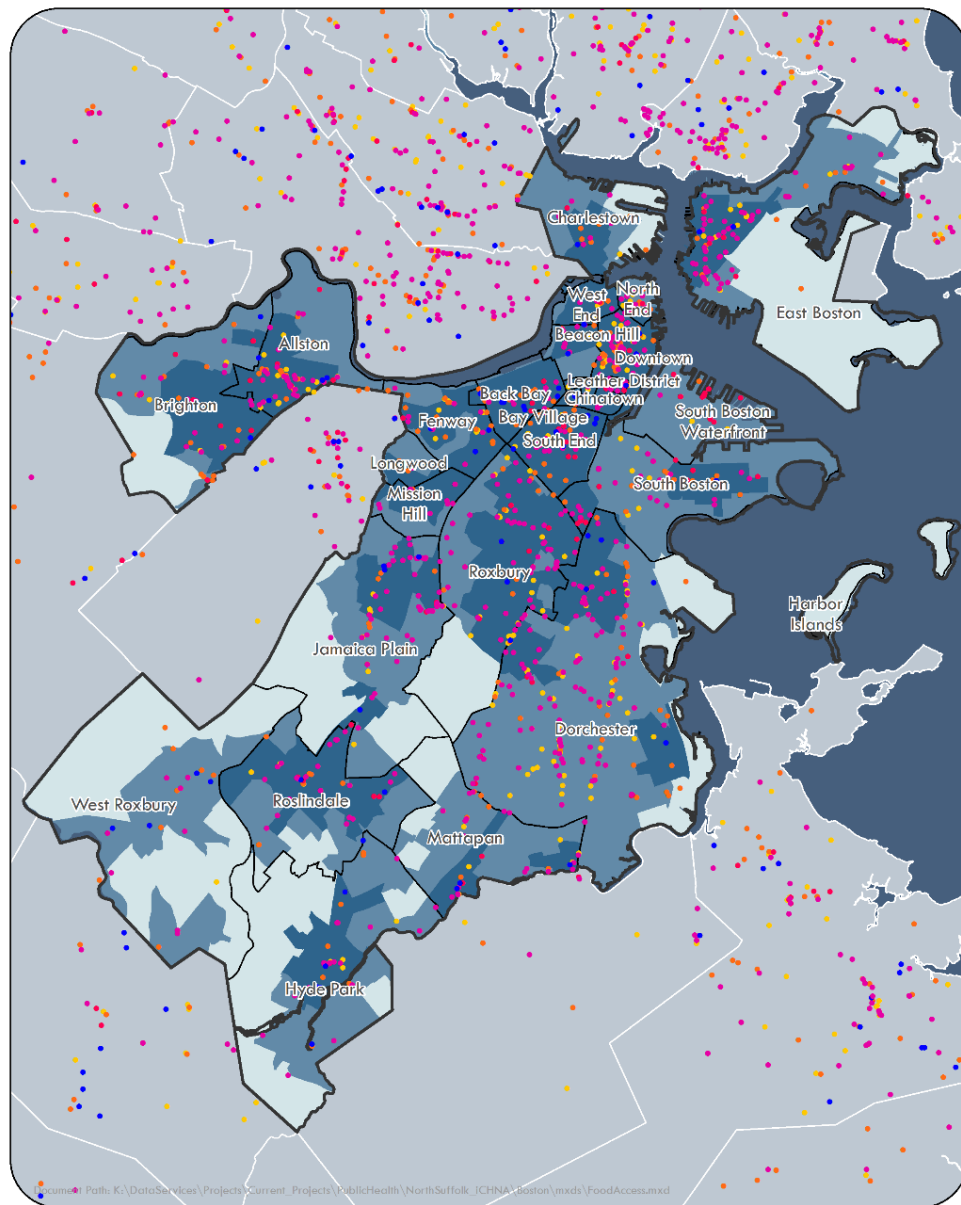 Charlestown
West
End
North
End
East Boston
Beacon Hill
Allston
Downtown
Leather District
Back Bay
Chinatown
Brighton
Bay Village
South Boston
Waterfront
Fenway
South End
Longwood
South Boston
Mission
Hill
Roxbury
Harbor
Islands
Jamaica Plain
Dorchester
West Roxbury
Roslindale
Mattapan
Hyde Park
Document Path: K:\DataServices\Projects\Current_Projects\PublicHealth\NorthSuffolk_ICHNA\Boston\mxds\FoodAccess.mxd